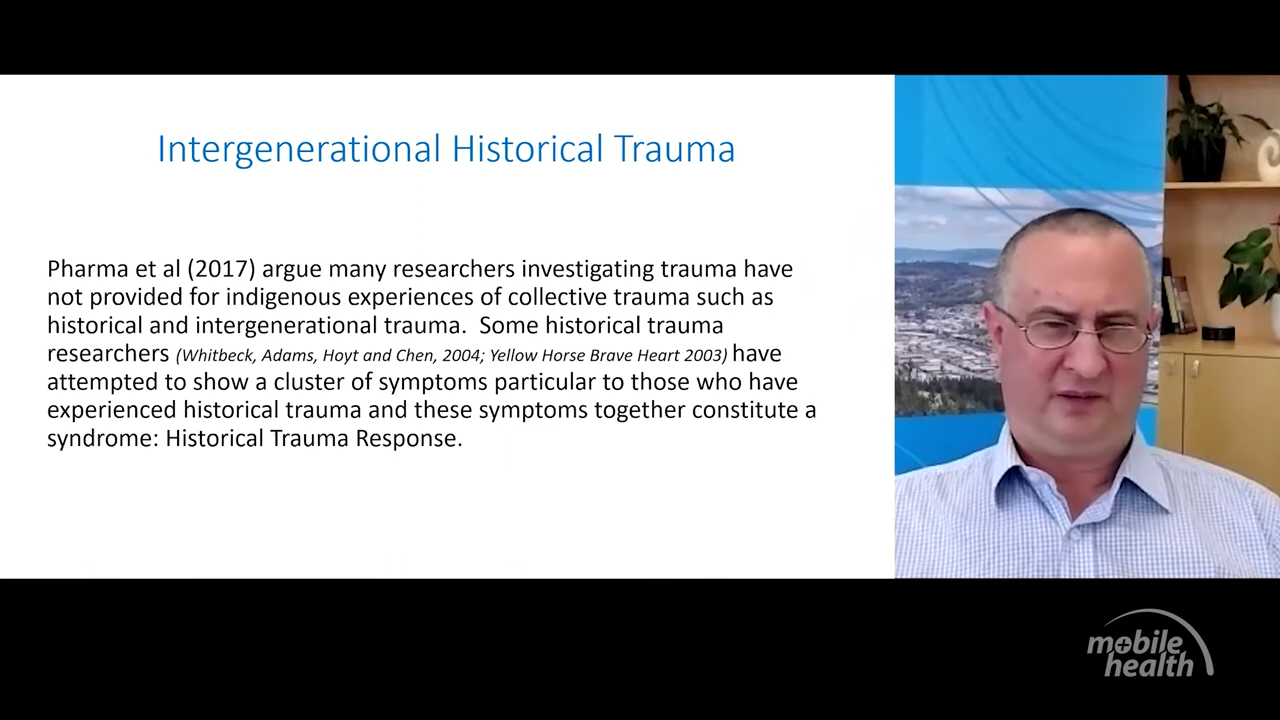 Intergenerational Historical Trauma
Pharma et al (2017) argue many researchers investigating trauma have
not provided for indigenous experiences of collective trauma such as
historical and intergenerational trauma.  Some historical trauma
researchers (Whitbeck, Adams, Hoyt and Chen, 2004; Yellow Horse Brave Heart 2003) have
attempted to show a cluster of symptoms particular to those who have
experienced historical trauma and these symptoms together constitute a
syndrome: Historical Trauma Response.
mobile
health